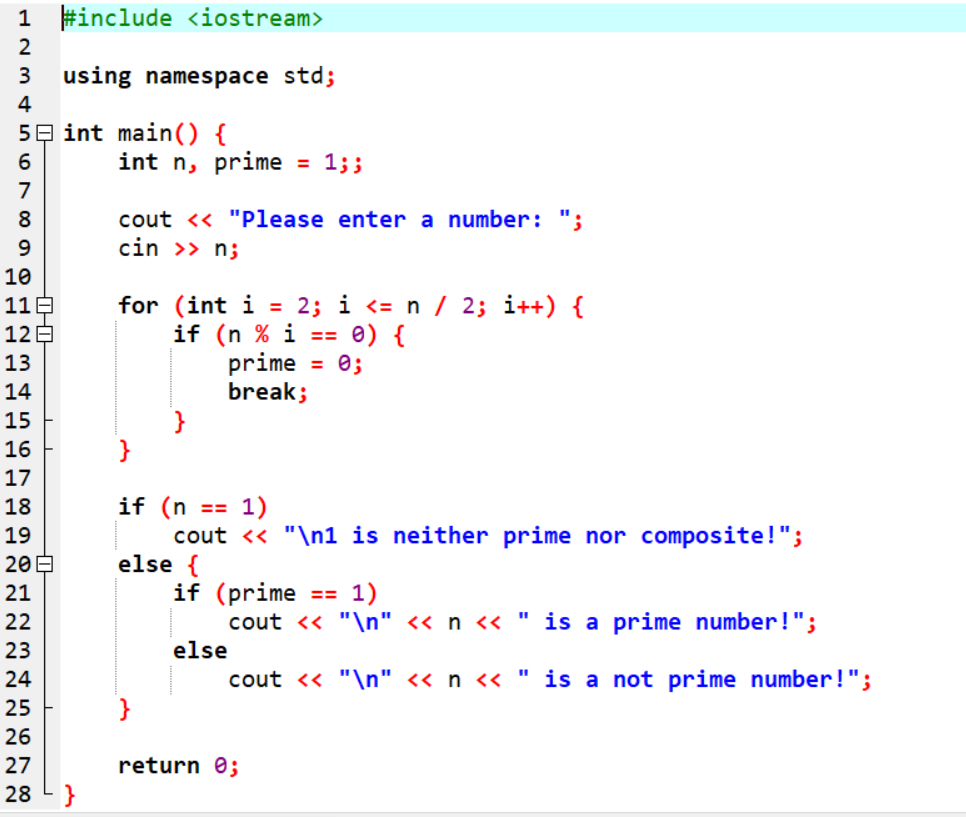 1 #include <iostream>
2
3 using namespace std;
4
5 int main() {
6     int n, prime = 1;;
7
8     cout << "Please enter a number: ";
9     cin >> n;
10
11     for (int i = 2; i <= n / 2; i++) {
12         if (n % i == 0) {
13             prime = 0;
14             break;
15         }
16     }
17
18     if (n == 1)
19         cout << "\n1 is neither prime nor composite!";
20     else {
21         if (prime == 1)
22             cout << "\n" << n << " is a prime number!";
23         else
24             cout << "\n" << n << " is a not prime number!";
25     }
26
27     return 0;
28 }